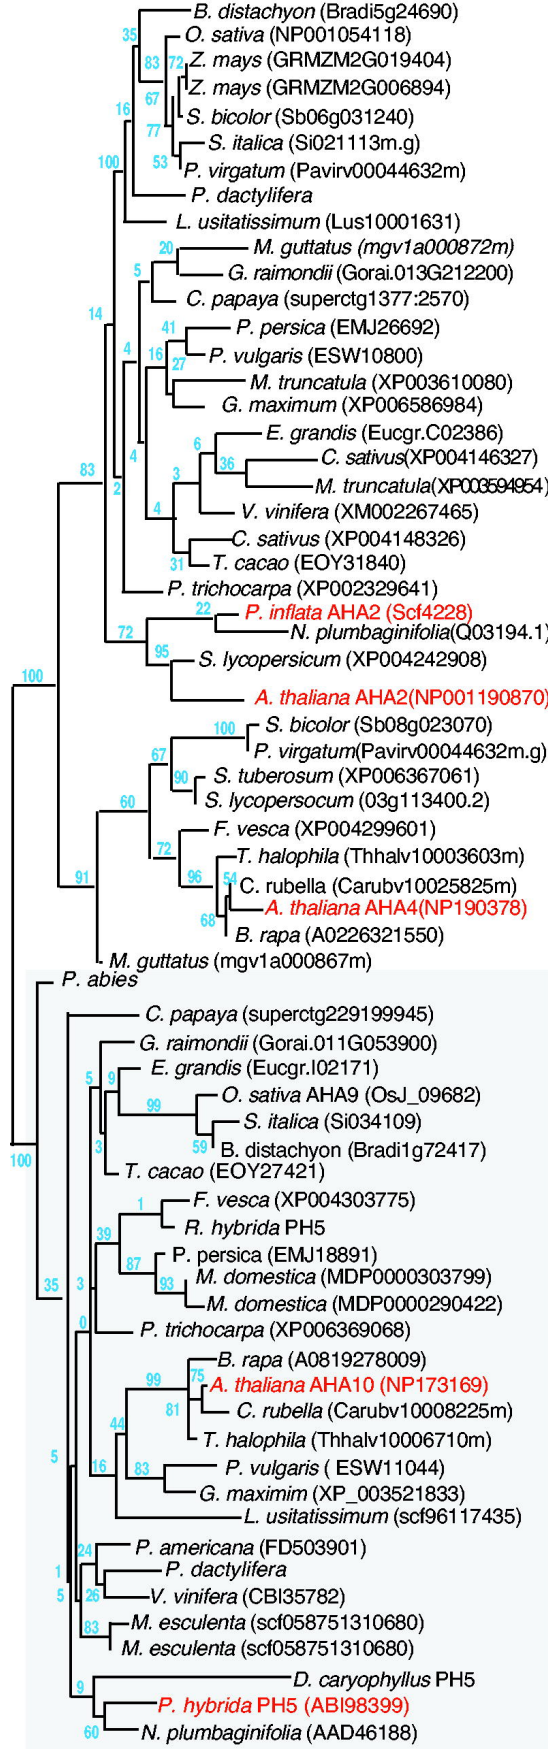 B. distachyon (Bradi5g24690)
35
O. sativa (NP001054118)
83
72
Z. mays (GRMZM2G019404)
Z. mays (GRMZM2G006894)
67
16
S. bicolor (Sb06g031240)
77
S. italica (Si021113m.g)
100
53
P. virgatum (Pavirv00044632m)
P. dactylifera
L. usitatissimum (Lus10001631)
20
M. guttatus (mgv1a000872m)
5
G. raimondii (Gorai.013G212200)
C. papaya (superctg1377:2570)
14
41
P. persica (EMJ26692)
4
16
P. vulgaris (ESW10800)
27
M. truncatula (XP003610080)
G. maximum (XP006586984)
E. grandis (Eucgr.C02386)
6
4
36
C. sativus(XP004146327)
83
3
2
M. truncatula(XP003594954)
4
V. vinifera (XM002267465)
C. sativus (XP004148326)
31
T. cacao (EOY31840)
P. trichocarpa (XP002329641)
22
P. inflata AHA2 (Scf4228)
72
N. plumbaginifolia(Q03194.1)
95
S. lycopersicum (XP004242908)
100
A. thaliana AHA2(NP001190870)
100
S. bicolor (Sb08g023070)
67
P. virgatum(Pavirv00044632m.g)
90
S. tuberosum (XP006367061)
60
S. lycopersocum (03g113400.2)
F. vesca (XP004299601)
72
T. halophila (Thhalv10003603m)
91
96
54
C. rubella (Carubv10025825m)
A. thaliana AHA4(NP190378)
68
B. rapa (A0226321550)
M. guttatus (mgv1a000867m)
P. abies
C. papaya (superctg229199945)
G. raimondii (Gorai.011G053900)
E. grandis (Eucgr.I02171)
5
9
O. sativa AHA9 (OsJ_09682)
99
S. italica (Si034109)
3
59
B. distachyon (Bradi1g72417)
100
T. cacao (EOY27421)
F. vesca (XP004303775)
1
R. hybrida PH5
39
P. persica (EMJ18891)
87
M. domestica (MDP0000303799)
35
3
93
M. domestica (MDP0000290422)
0
P. trichocarpa (XP006369068)
B. rapa (A0819278009)
99
75
A. thaliana AHA10 (NP173169)
81
C. rubella (Carubv10008225m)
44
T. halophila (Thhalv10006710m)
5
16
83
P. vulgaris ( ESW11044)
G. maximim (XP_003521833)
L. usitatissimum (scf96117435)
24
P. americana (FD503901)
1
P. dactylifera
5
26
V. vinifera (CBI35782)
83
M. esculenta (scf058751310680)
M. esculenta (scf058751310680)
D. caryophyllus PH5
9
P. hybrida PH5 (ABI98399)
60
N. plumbaginifolia (AAD46188)